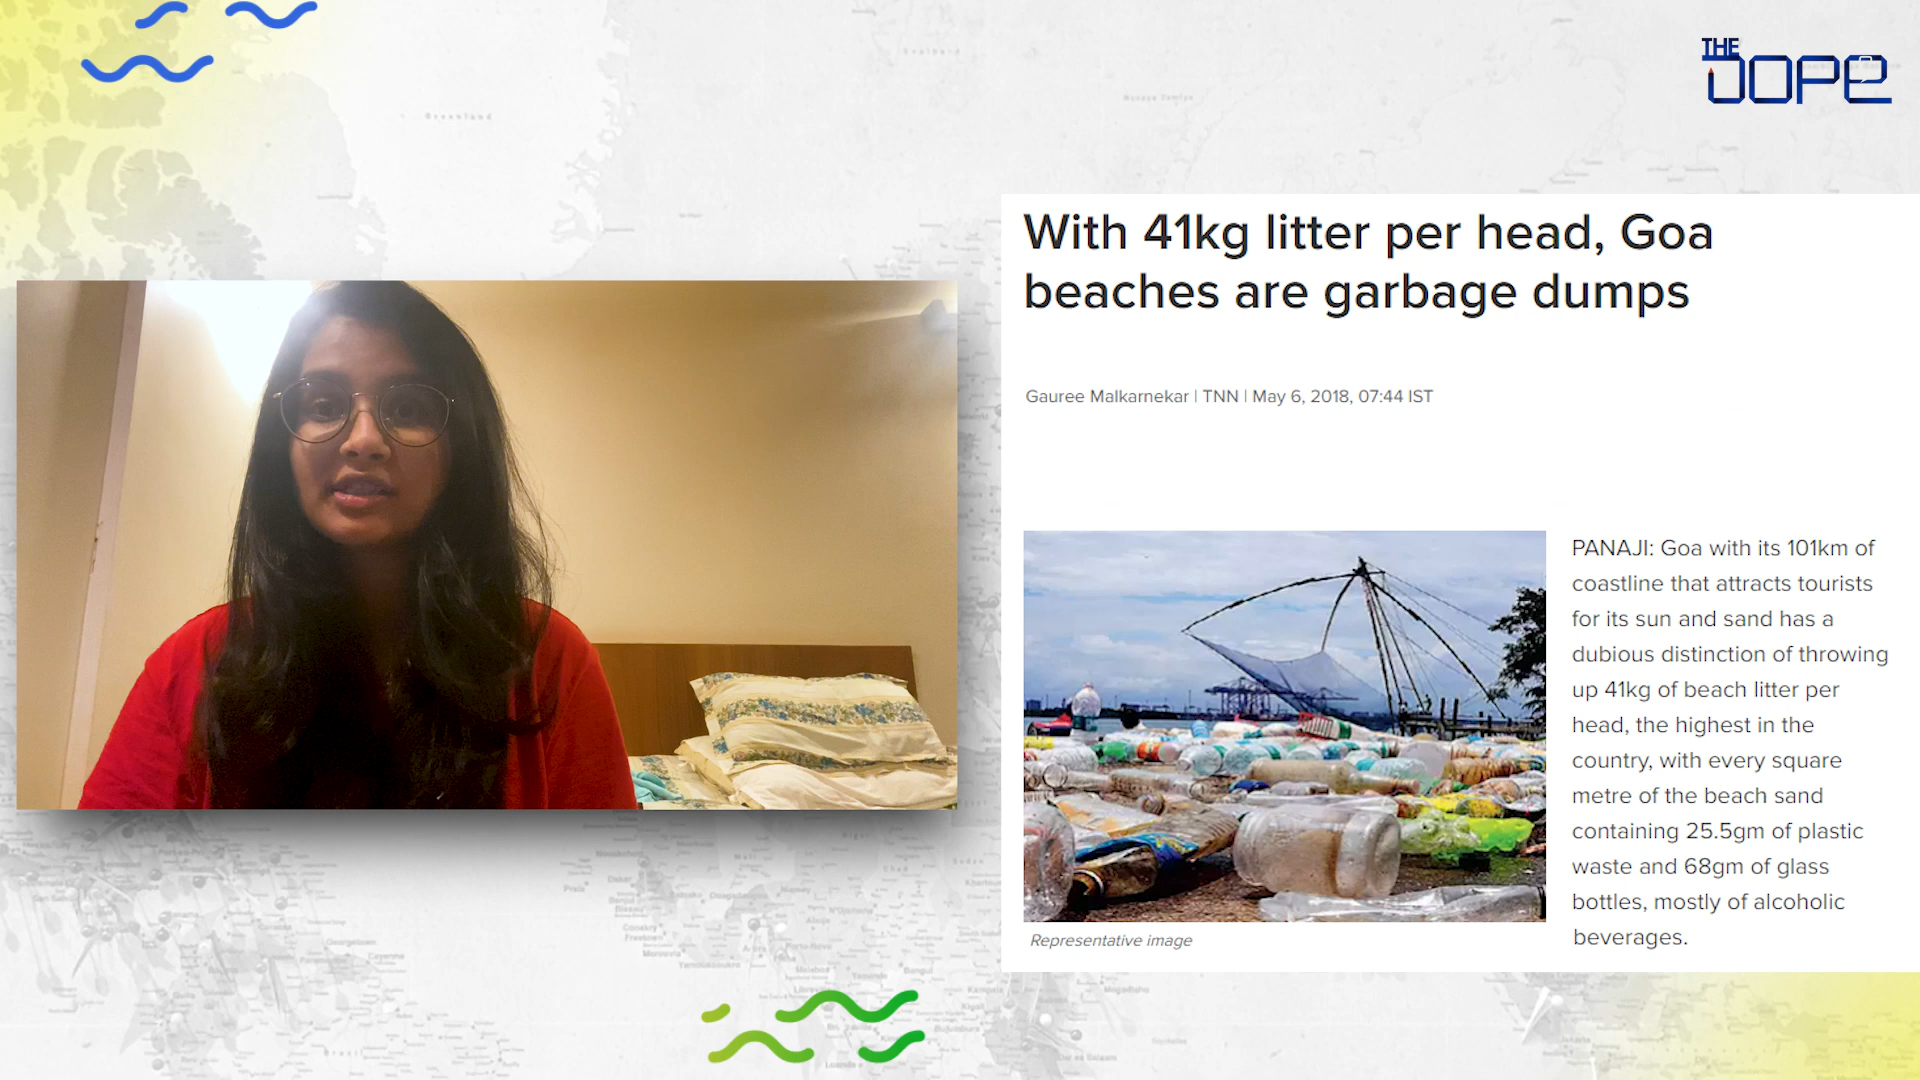 THE
DOPE
With 41kg litter per head, Goa
beaches are garbage dumps
Gauree Malkarnekar | TNN | May 6, 2018, 07:44 IST
PANAJI: Goa with its 101km of
coastline that attracts tourists
for its sun and sand has a
dubious distinction of throwing
up 41kg of beach litter per
head, the highest in the
country, with every square
metre of the beach sand
containing 25.5gm of plastic
waste and 68gm of glass
bottles, mostly of alcoholic
beverages.
Representative image
Greenland